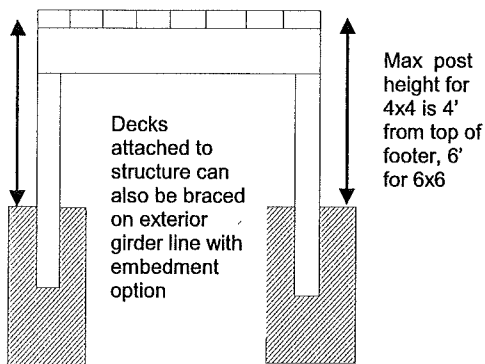 Decks
attached to
structure can
also be braced
on exterior
girder line with
embedment
option
Max post
height for
4x4 is 4'
from top of
footer, 6'
for 6x6